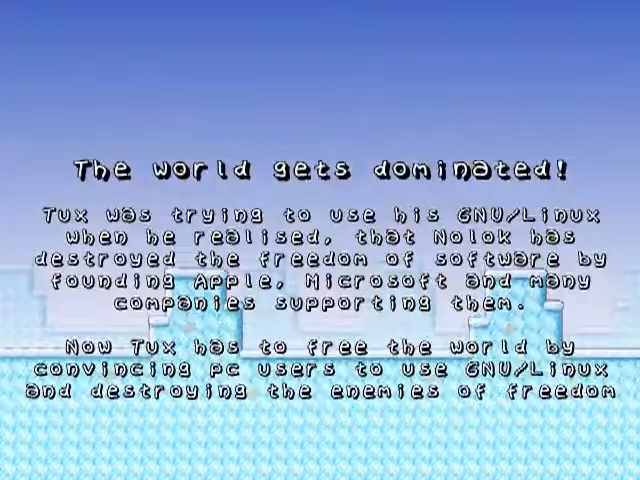 The world gets dominated!
Tux was trying to use his GNU/Linux
when he realised, that Nolok has
destroyed the freedom of software by
founding Apple, Microsoft and many
companies supporting them.
Now Tux has to free the world by
convincing pc users to use GNU/Linux
and destroying the enemies of freedom